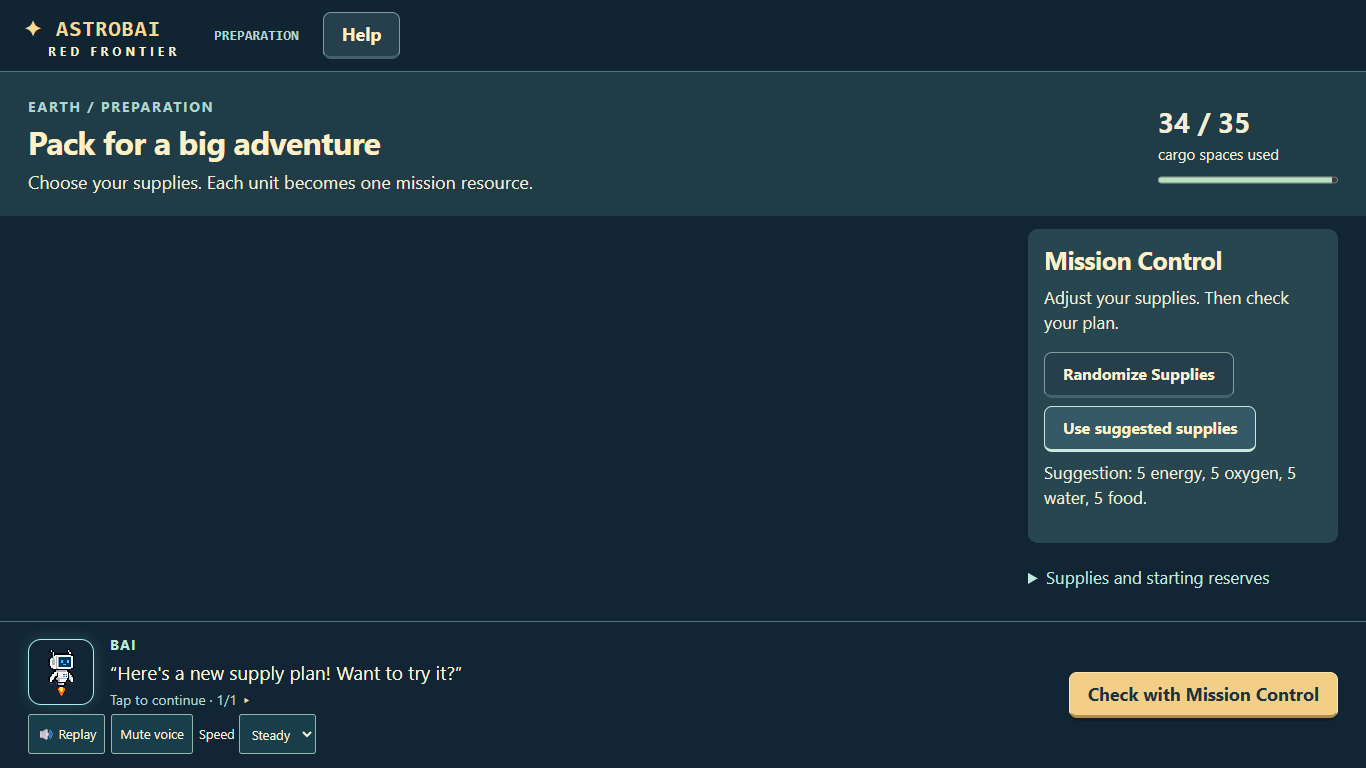 ASTROBAI
RED FRONTIER
PREPARATION
Help
EARTH / PREPARATION
Pack for a big adventure
Choose your supplies. Each unit becomes one mission resource.
34 / 35
cargo spaces used
Mission Control
Adjust your supplies. Then check
your plan.
Randomize Supplies
Use suggested supplies
Suggestion: 5 energy, 5 oxygen, 5
water, 5 food.
Supplies and starting reserves
BAI
“Here's a new supply plan! Want to try it?”
Tap to continue · 1/1 ▸
Replay
Mute voice
Speed
Steady
Check with Mission Control